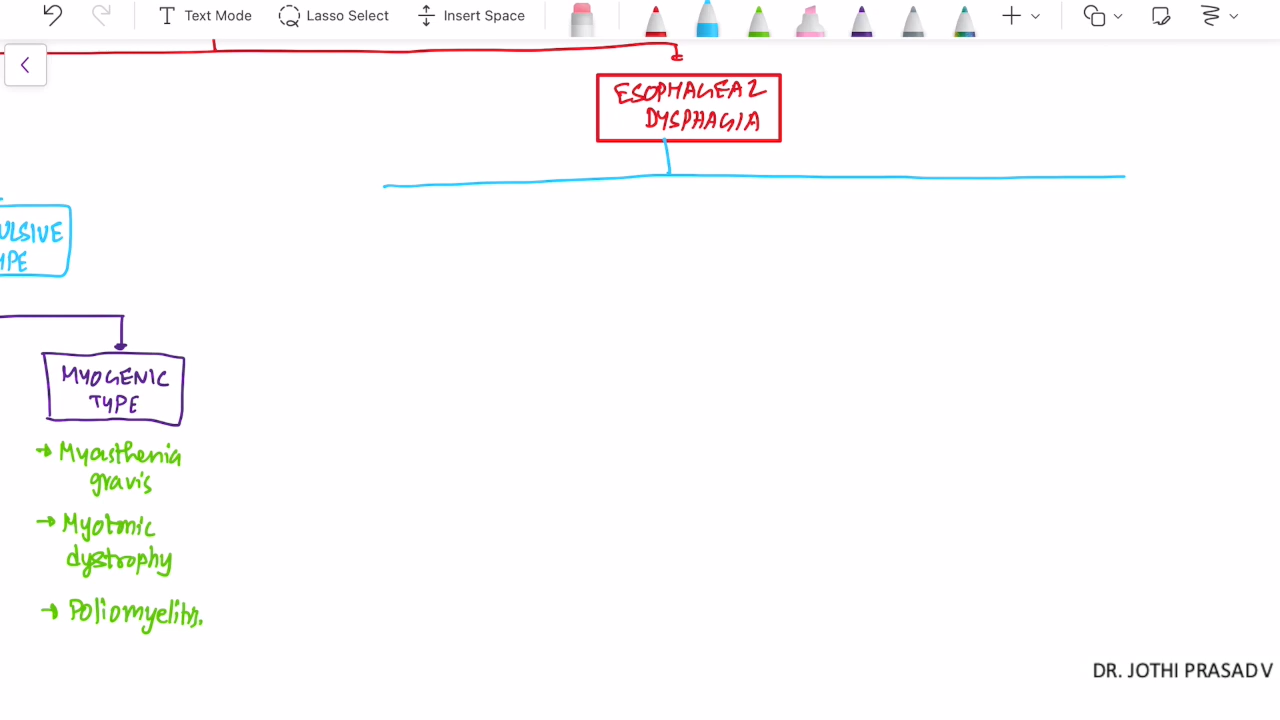 Text Mode
Lasso Select
Insert Space
ESOPHAGEAL
DYSPHAGIA
ULSIVE
YPE
MYOGENIC
TYPE
→ Myasthenia
gravis
→ Myotonic
dystrophy
→ Poliomyelitis.
DR. JOTHI PRASAD V